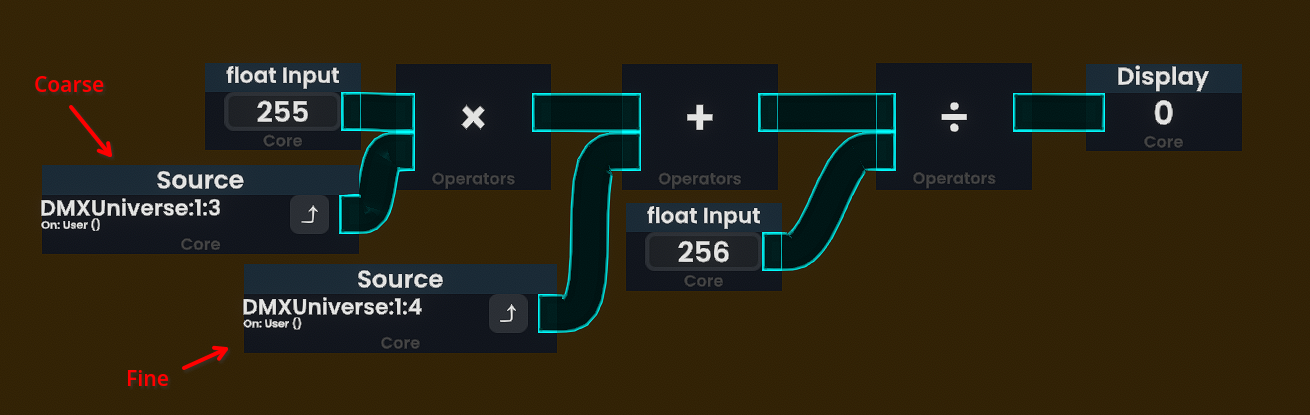 Coarse
float Input
255
Core
×
Operators
+
Operators
÷
Operators
Display
0
Core
Source
DMXUniverse:1:3
On: User {}
Core
float Input
256
Core
Source
DMXUniverse:1:4
On: User {}
Core
Fine